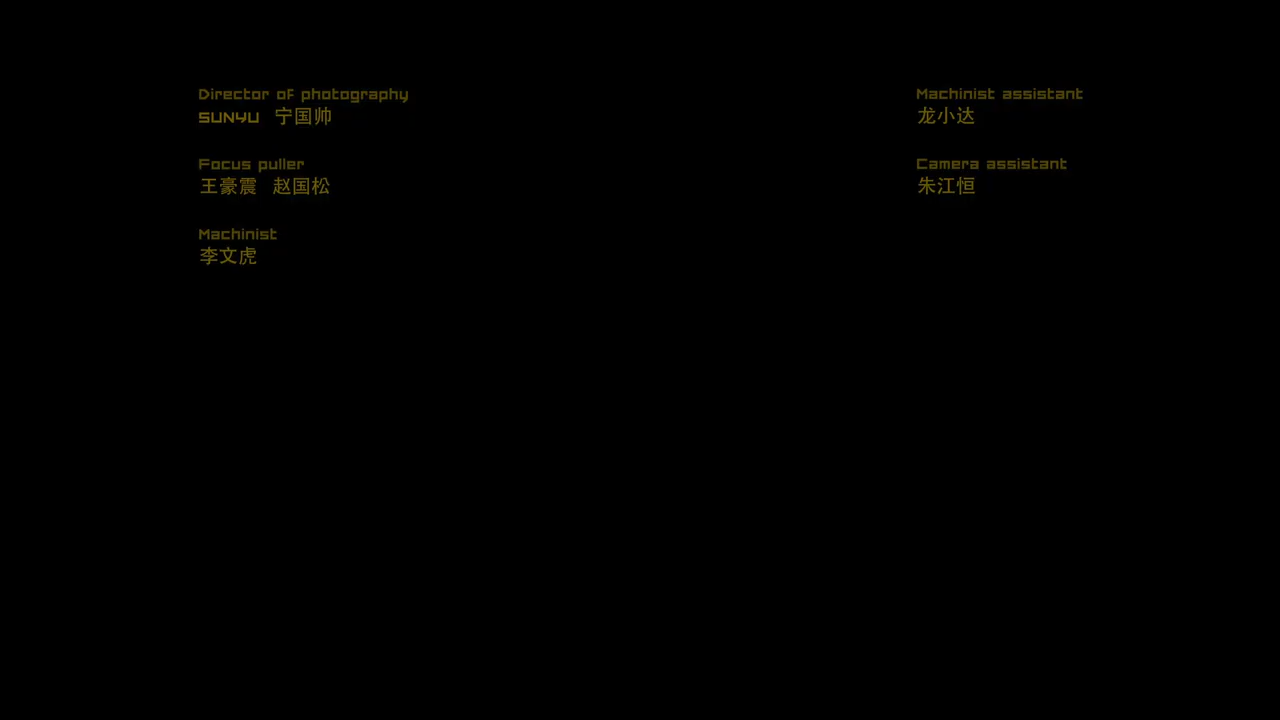 Director of photography
SUNYU 宁国帅
Focus puller
王豪震 赵国松
Machinist
李文虎
Machinist assistant
龙小达
Camera assistant
朱江恒